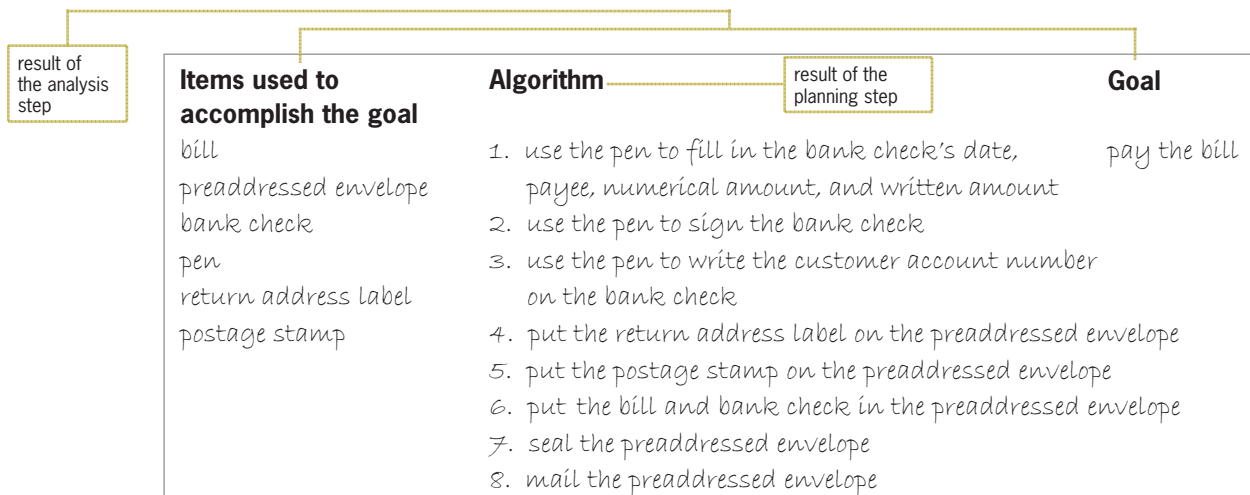 result of
the analysis
step
Items used to
accomplish the goal
bill
preaddressed envelope
bank check
pen
return address label
postage stamp
Algorithm
result of the
planning step
1. use the pen to fill in the bank check's date,
payee, numerical amount, and written amount
2. use the pen to sign the bank check
3. use the pen to write the customer account number
on the bank check
4. put the return address label on the preaddressed envelope
5. put the postage stamp on the preaddressed envelope
6. put the bill and bank check in the preaddressed envelope
7. seal the preaddressed envelope
8. mail the preaddressed envelope
Goal
pay the bill